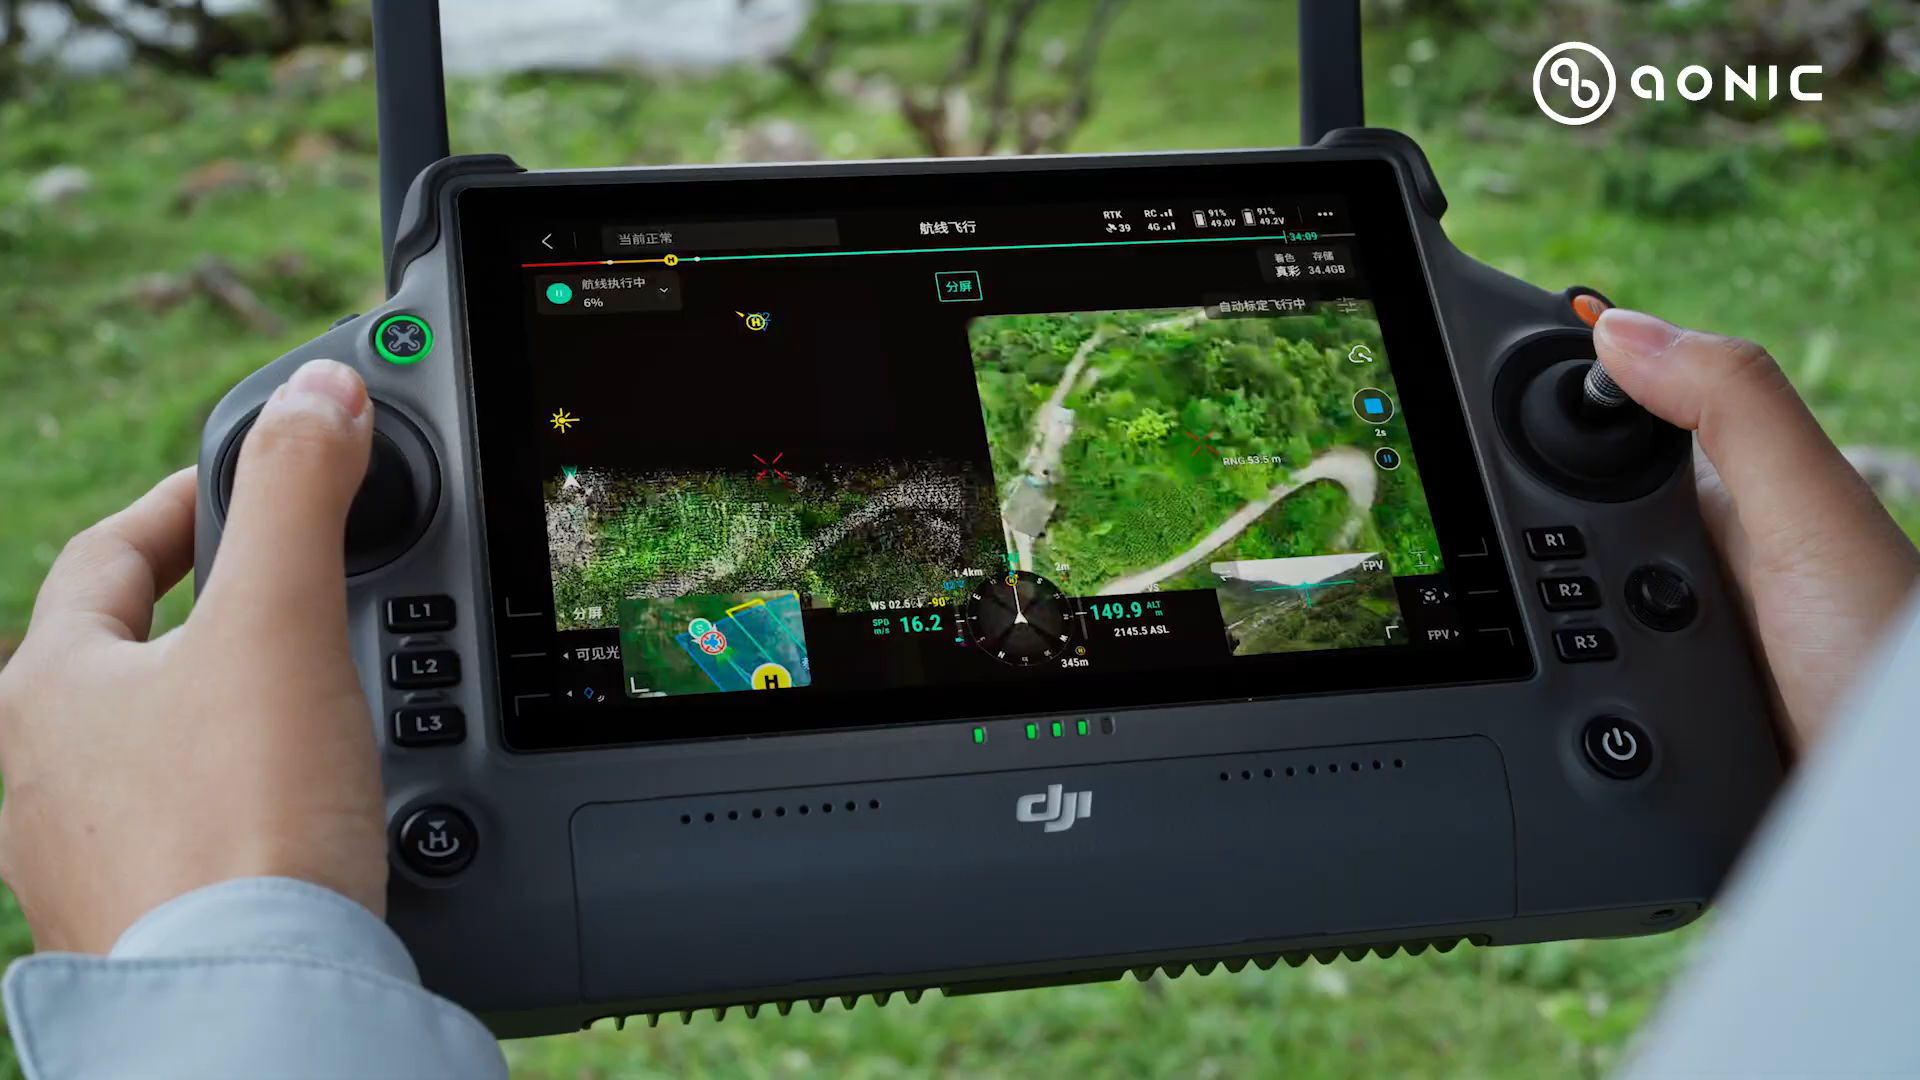 aonic
当前正常
航线飞行
RTK
39
RC
4G
91%
49.0V
91%
49.2V
34:09
航线执行中
6%
分屏
着色
真彩
存储
34.4GB
自动标定飞行中
H
2s
RNG 53.5 m
分屏
可见光
S
H
1.4km
2m
WS 02.5
-90°
SPD
m/s
16.2
149.9
ALT
m
2145.5 ASL
345m
FPV
FPV
L1
L2
L3
R1
R2
R3
H
dji